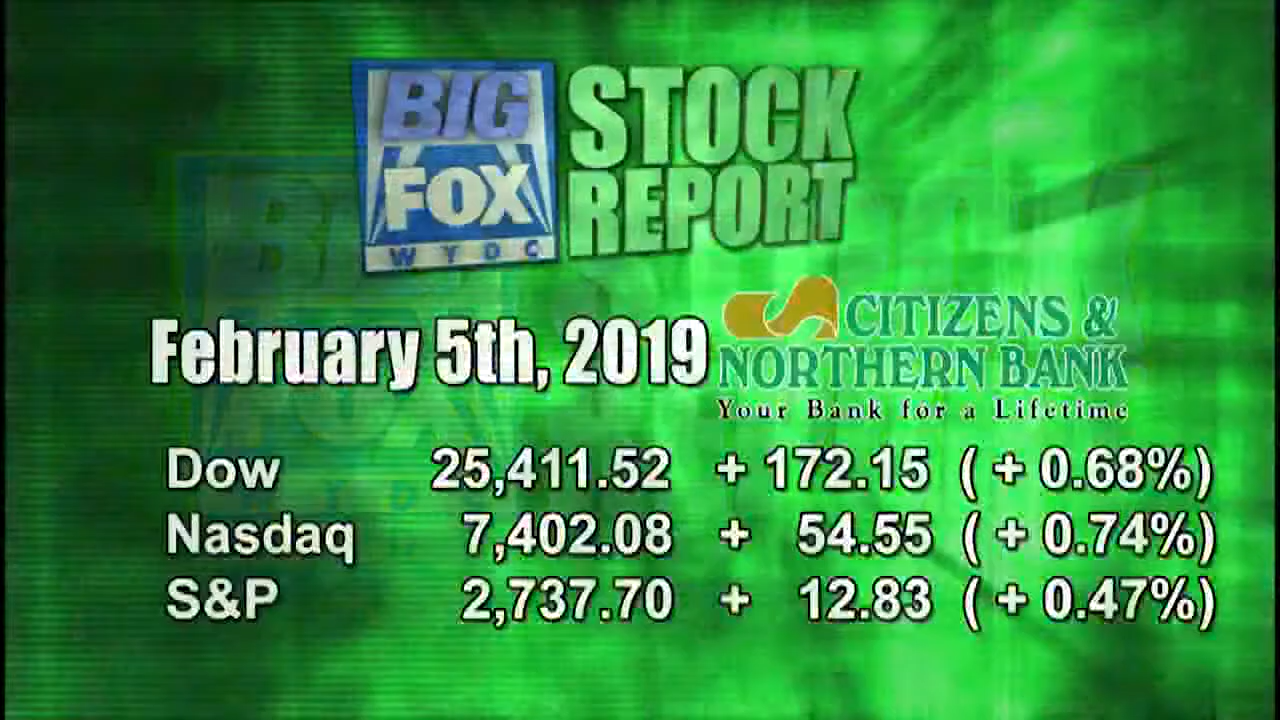 BIG
FOX
WYDC
STOCK
REPORT
February 5th, 2019
CITIZENS &
NORTHERN BANK
Your Bank for a Lifetime
Dow 25,411.52 + 172.15 ( + 0.68%)
Nasdaq 7,402.08 + 54.55 ( + 0.74%)
S&P 2,737.70 + 12.83 ( + 0.47%)